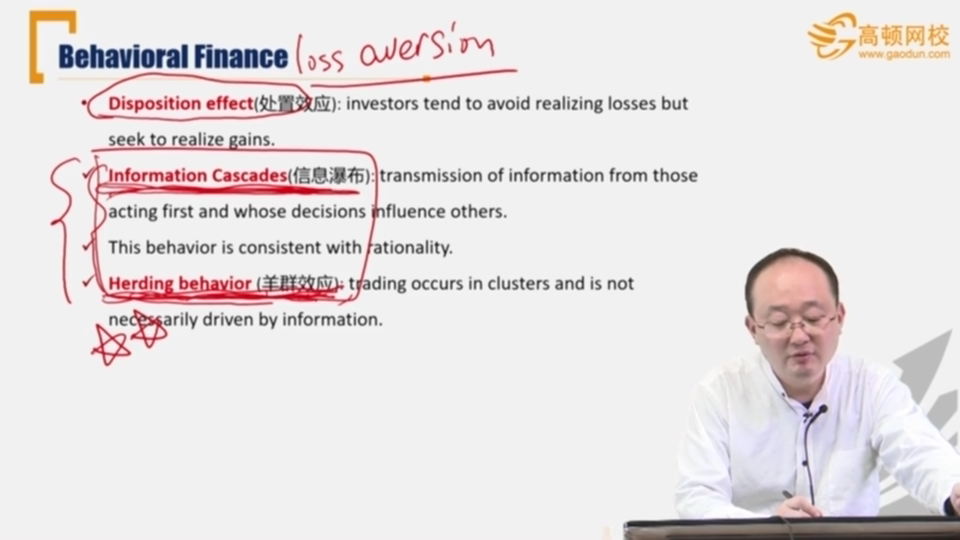 Behavioral Finance loss aversion
高顿网校
www.gaodun.com
• Disposition effect(处置效应): investors tend to avoid realizing losses but
seek to realize gains.
✓ Information Cascades(信息瀑布): transmission of information from those
acting first and whose decisions influence others.
✓ This behavior is consistent with rationality.
✓ Herding behavior (羊群效应): trading occurs in clusters and is not
necessarily driven by information.